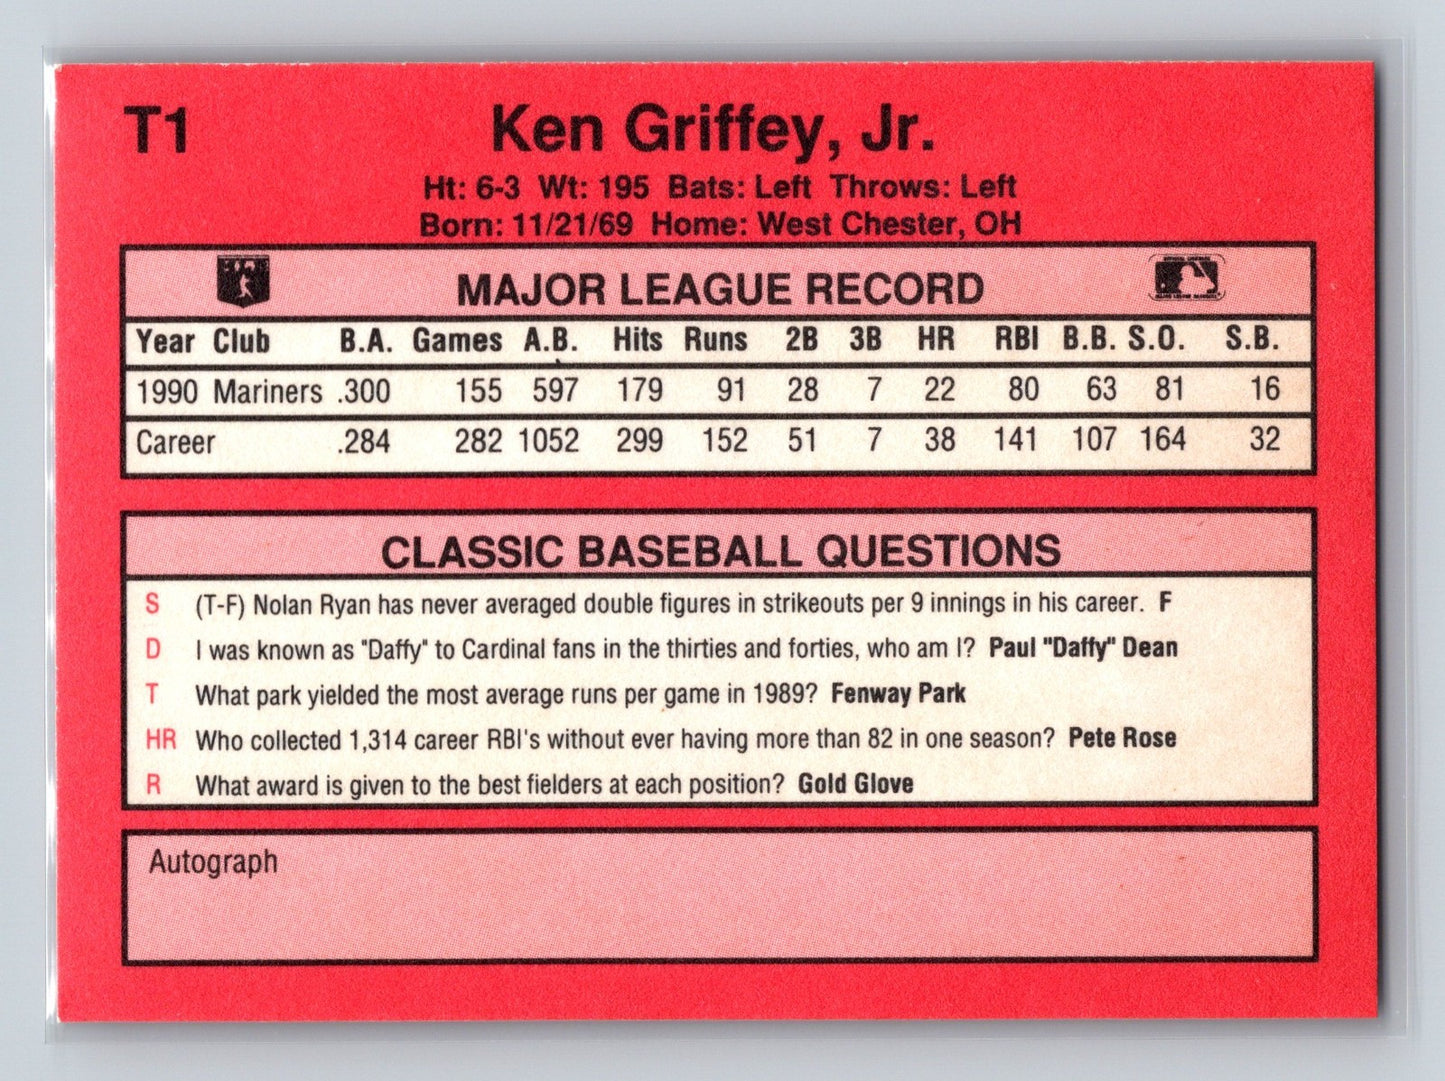 T1
Ken Griffey, Jr.
Ht: 6-3 Wt: 195 Bats: Left Throws: Left
Born: 11/21/69 Home: West Chester, OH
MAJOR LEAGUE RECORD
Year Club B.A. Games A.B. Hits Runs 2B 3B HR RBI B.B. S.O. S.B.
1990 Mariners .300 155 597 179 91 28 7 22 80 63 81 16
Career .284 282 1052 299 152 51 7 38 141 107 164 32
CLASSIC BASEBALL QUESTIONS
S (T-F) Nolan Ryan has never averaged double figures in strikeouts per 9 innings in his career. F
D I was known as "Daffy" to Cardinal fans in the thirties and forties, who am I? Paul "Daffy" Dean
T What park yielded the most average runs per game in 1989? Fenway Park
HR Who collected 1,314 career RBI's without ever having more than 82 in one season? Pete Rose
R What award is given to the best fielders at each position? Gold Glove
Autograph